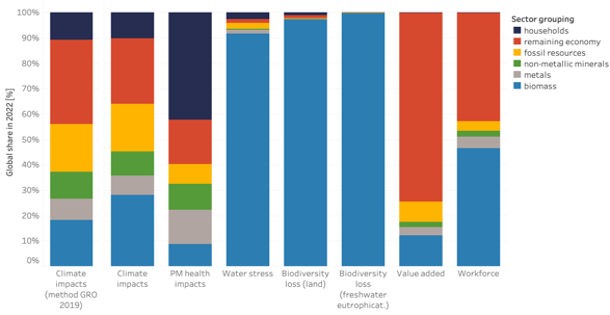 Global share in 2022 [%]
100%
90%
80%
70%
60%
50%
40%
30%
20%
10%
0%
Climate
impacts
(method GRO
2019)
Climate
impacts
PM health
impacts
Water stress
Biodiversity
loss (land)
Biodiversity
loss
(freshwater
eutrophicat.)
Value added
Workforce
Sector grouping
households
remaining economy
fossil resources
non-metallic minerals
metals
biomass